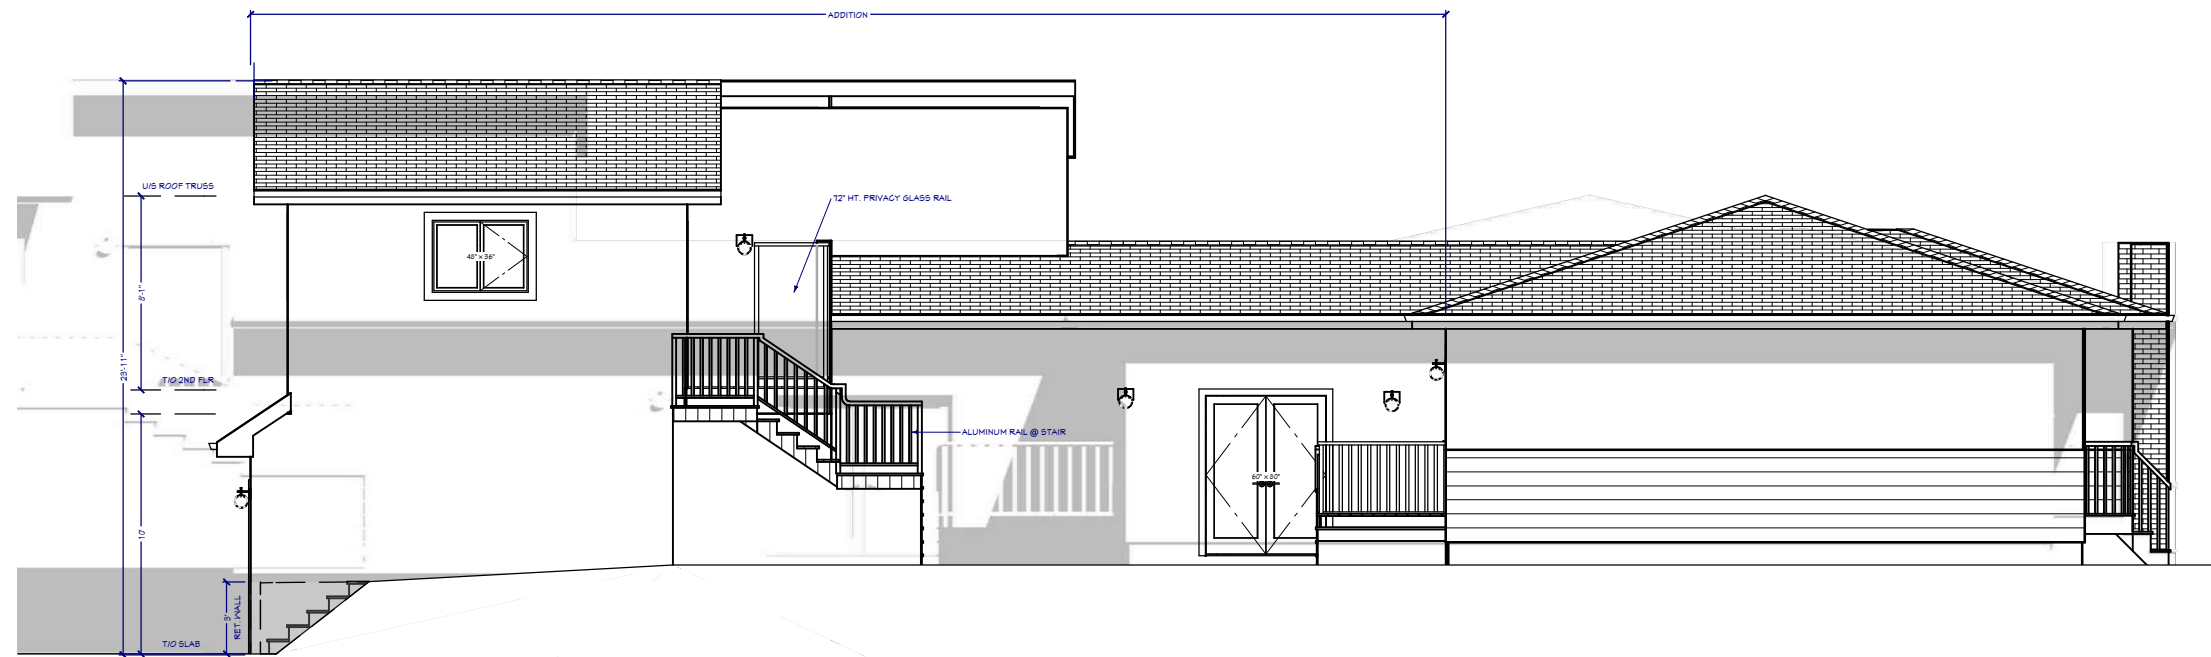 ADDITION
U/S ROOF TRUSS
72" HT. PRIVACY GLASS RAIL
48" x 36"
8'-1"
23'-11"
T/O 2ND FLR
ALUMINUM RAIL @ STAIR
60" x 80"
10'
3'
RET. WALL
T/O SLAB